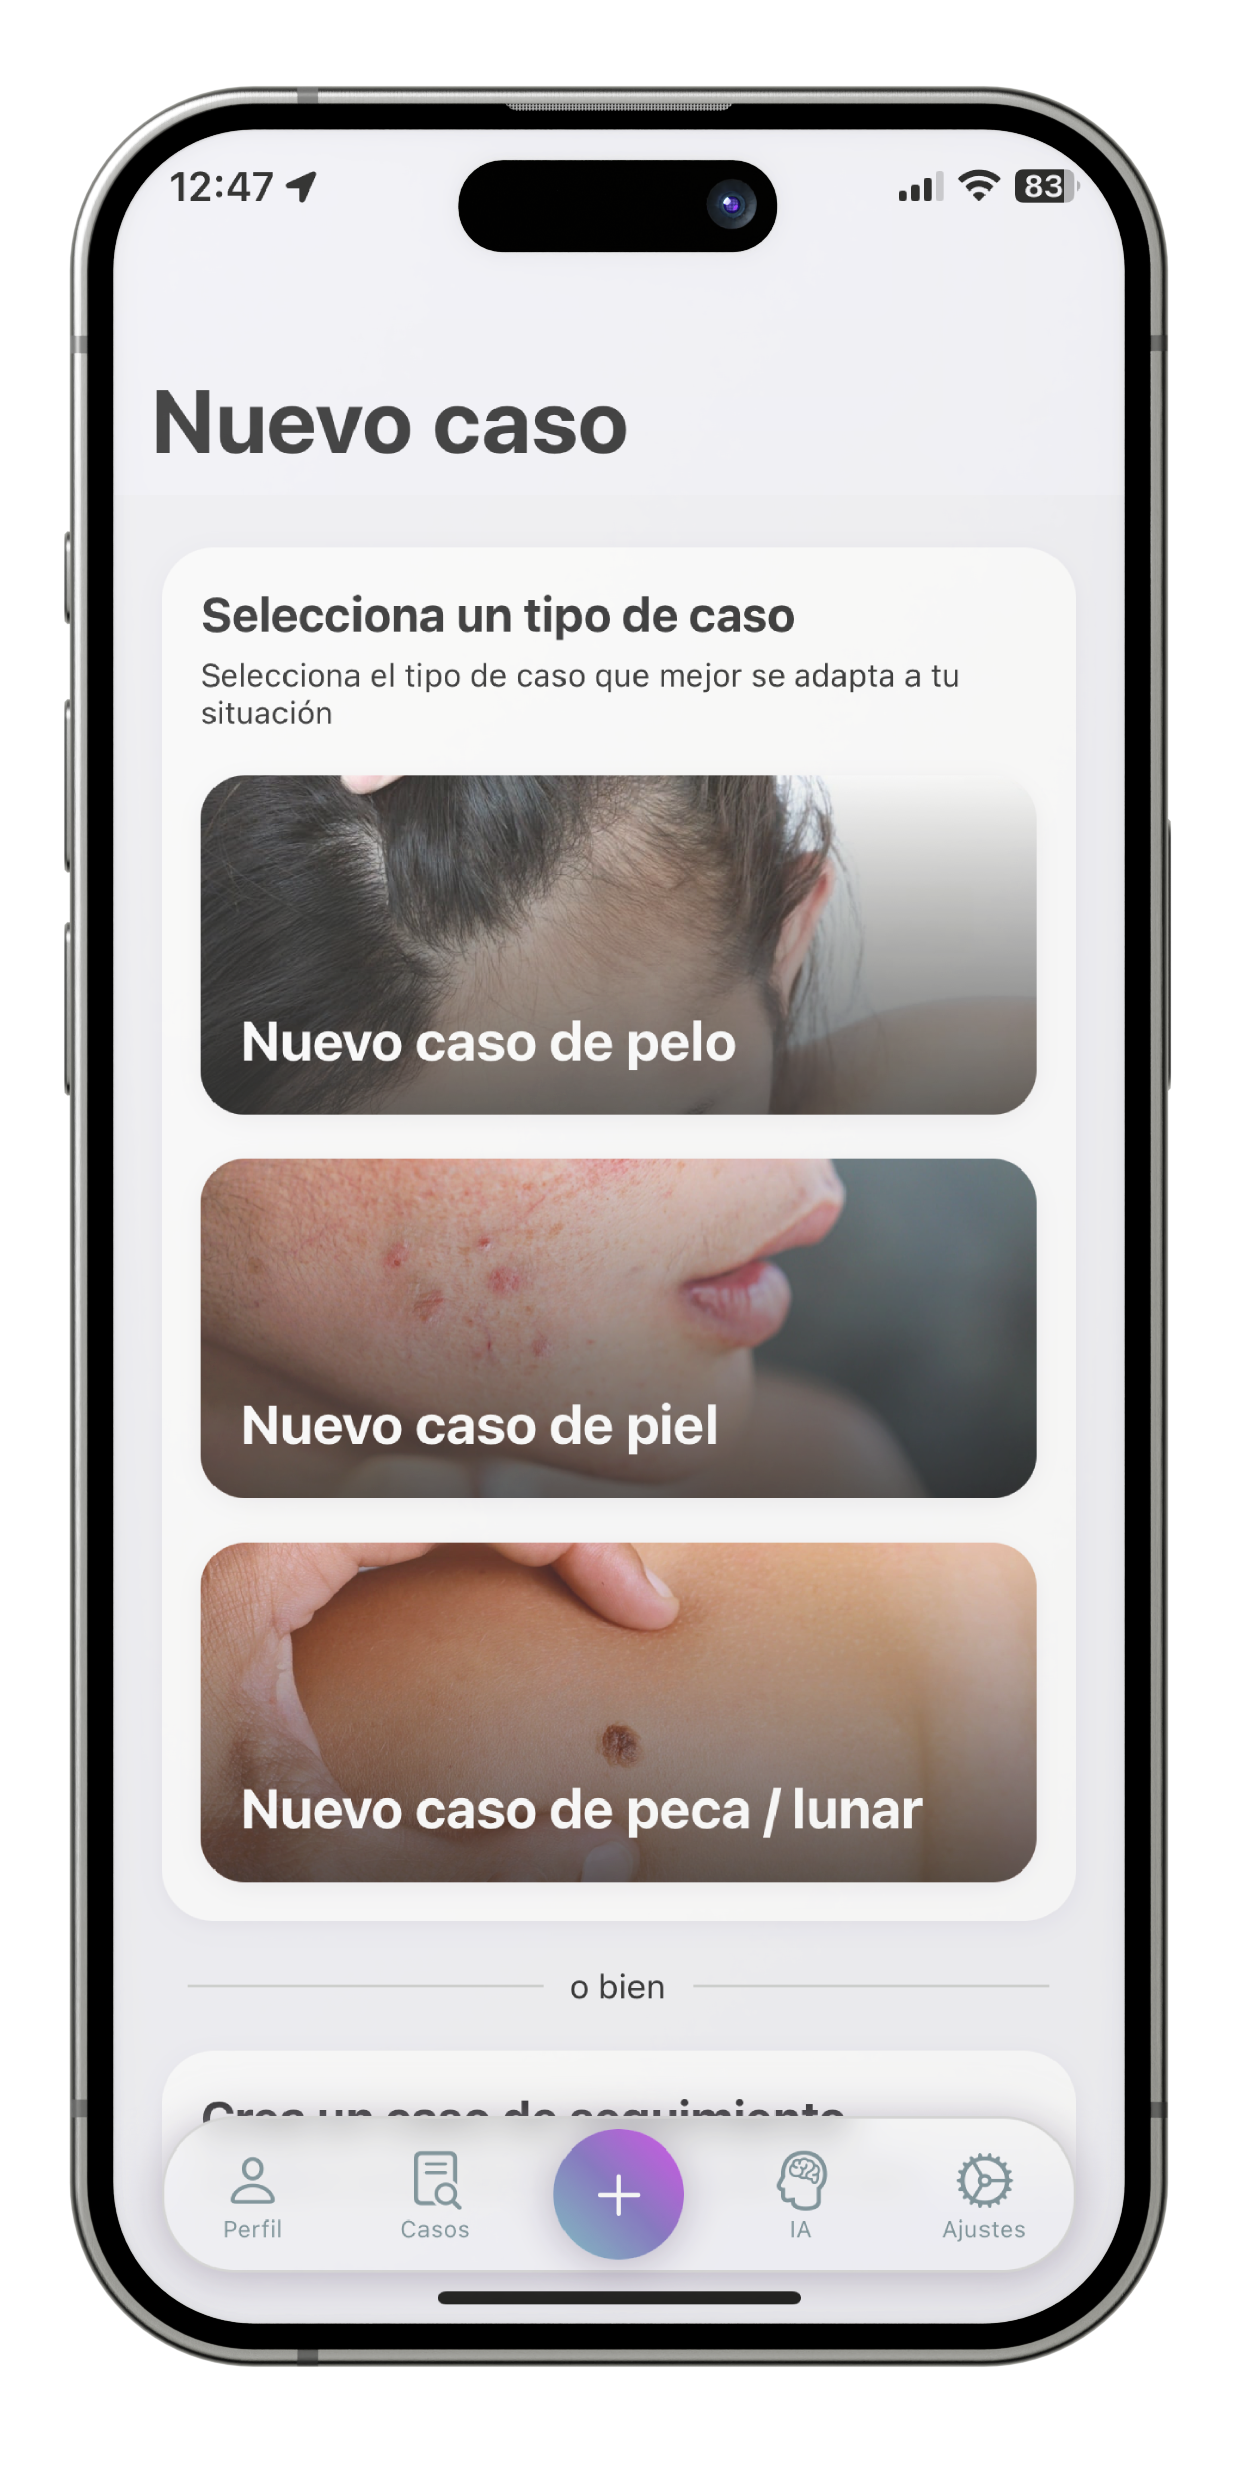 12:47
83
Nuevo caso
Selecciona un tipo de caso
Selecciona el tipo de caso que mejor se adapta a tu
situación
Nuevo caso de pelo
Nuevo caso de piel
Nuevo caso de peca / lunar
o bien
Crea un caso de seguimiento
Perfil
Casos
IA
Ajustes